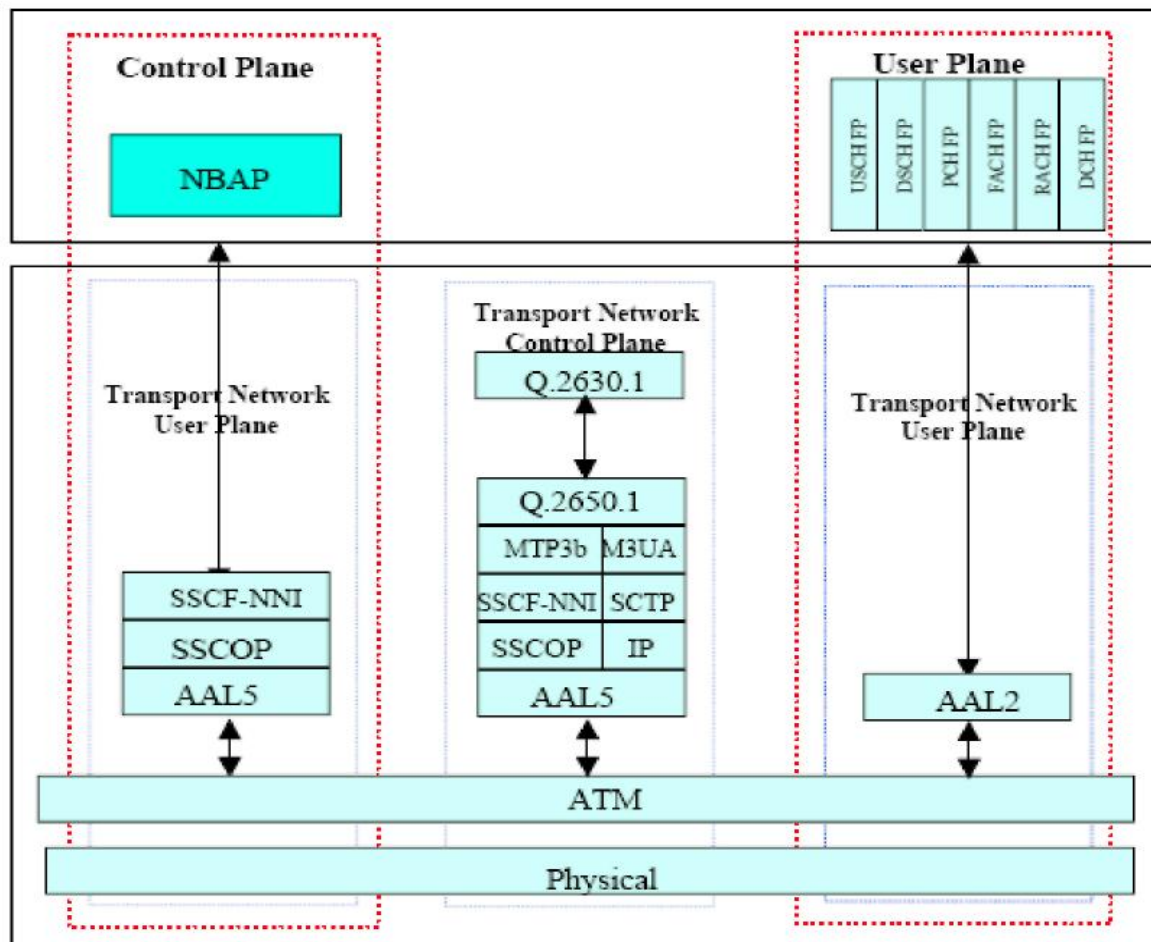 Control Plane
NBAP
User Plane
USCH FP
DSCH FP
PCH FP
FACH FP
RACH FP
DCH FP
Transport Network
User Plane
SSCF-NNI
SSCOP
AAL5
Transport Network
Control Plane
Q.2630.1
Q.2650.1
MTP3b
M3UA
SSCF-NNI
SCTP
SSCOP
IP
AAL5
Transport Network
User Plane
AAL2
ATM
Physical